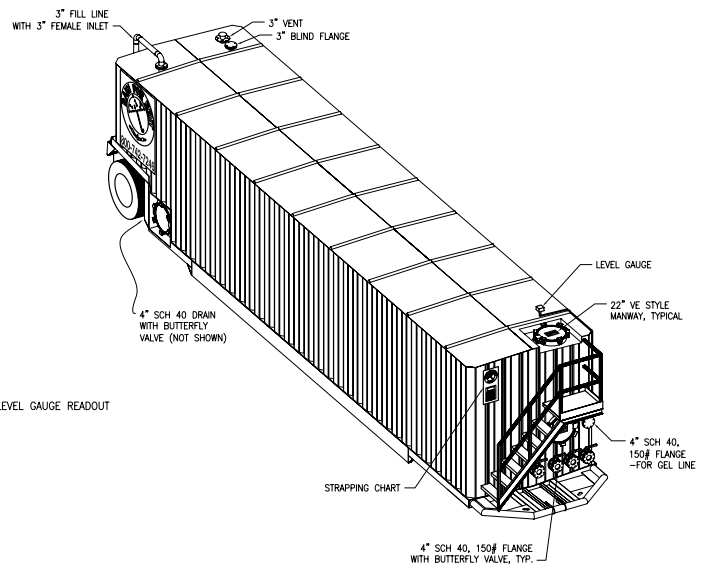 3" FILL LINE
WITH 3" FEMALE INLET
3" VENT
3" BLIND FLANGE
LEVEL GAUGE
22" VE STYLE
MANWAY, TYPICAL
4" SCH 40 DRAIN
WITH BUTTERFLY
VALVE (NOT SHOWN)
LEVEL GAUGE READOUT
4" SCH 40,
150# FLANGE
-FOR GEL LINE
STRAPPING CHART
4" SCH 40, 150# FLANGE
WITH BUTTERFLY VALVE, TYP.